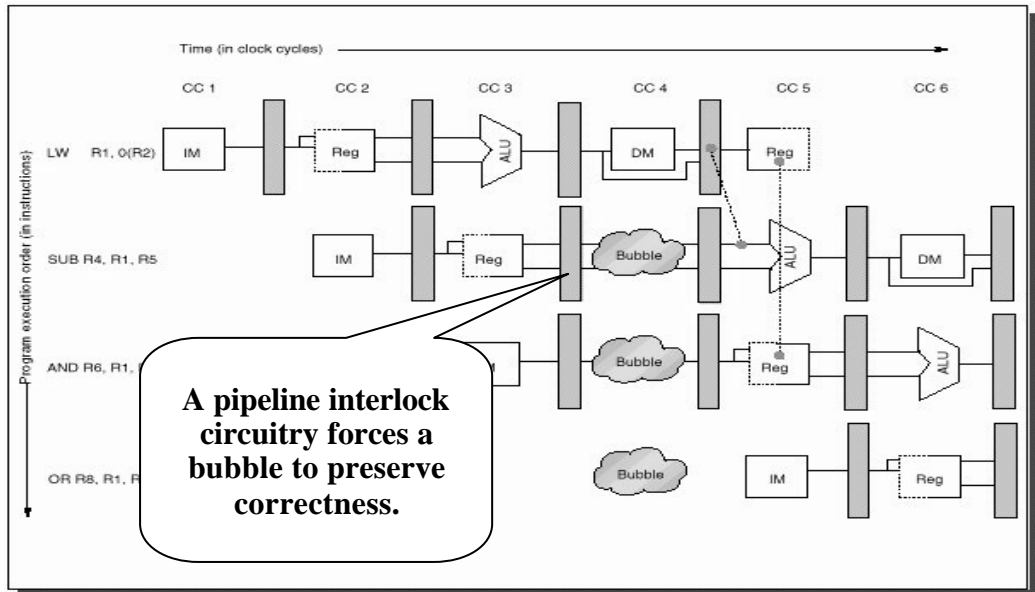 Time (in clock cycles)
CC 1 CC 2 CC 3 CC 4 CC 5 CC 6
Program execution order (in instructions)
LW R1, 0(R2) IM Reg ALU DM Reg
SUB R4, R1, R5 IM Reg Bubble ALU DM
AND R6, R1, Bubble Reg ALU
OR R8, R1, Bubble IM Reg
A pipeline interlock
circuitry forces a
bubble to preserve
correctness.